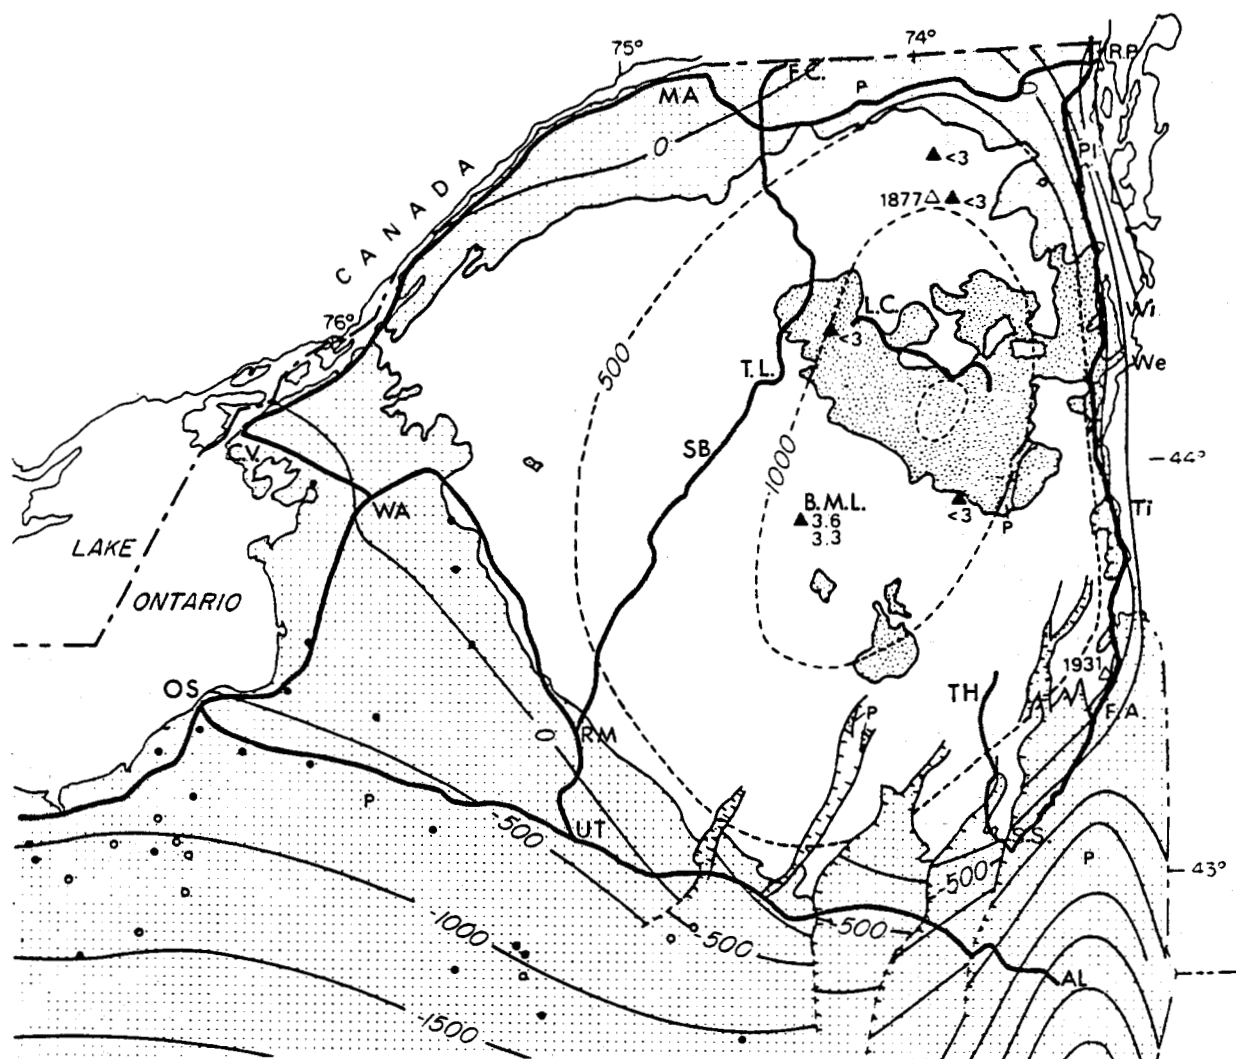 75°
74°
R.P.
F.C.
MA
P
0
PI
<3
1877 <3
CANADA
76°
L.C.
Wi
<3
500
T.L.
We
SB
C.V.
1000
44°
B.M.L.
3.6
3.3
<3
P
WA
Ti
LAKE
ONTARIO
1931
OS
TH
P
F.A.
RM
0
P
UT
S.S.
-500
P
-500
43°
-1000
-500
-500
AL
-1500